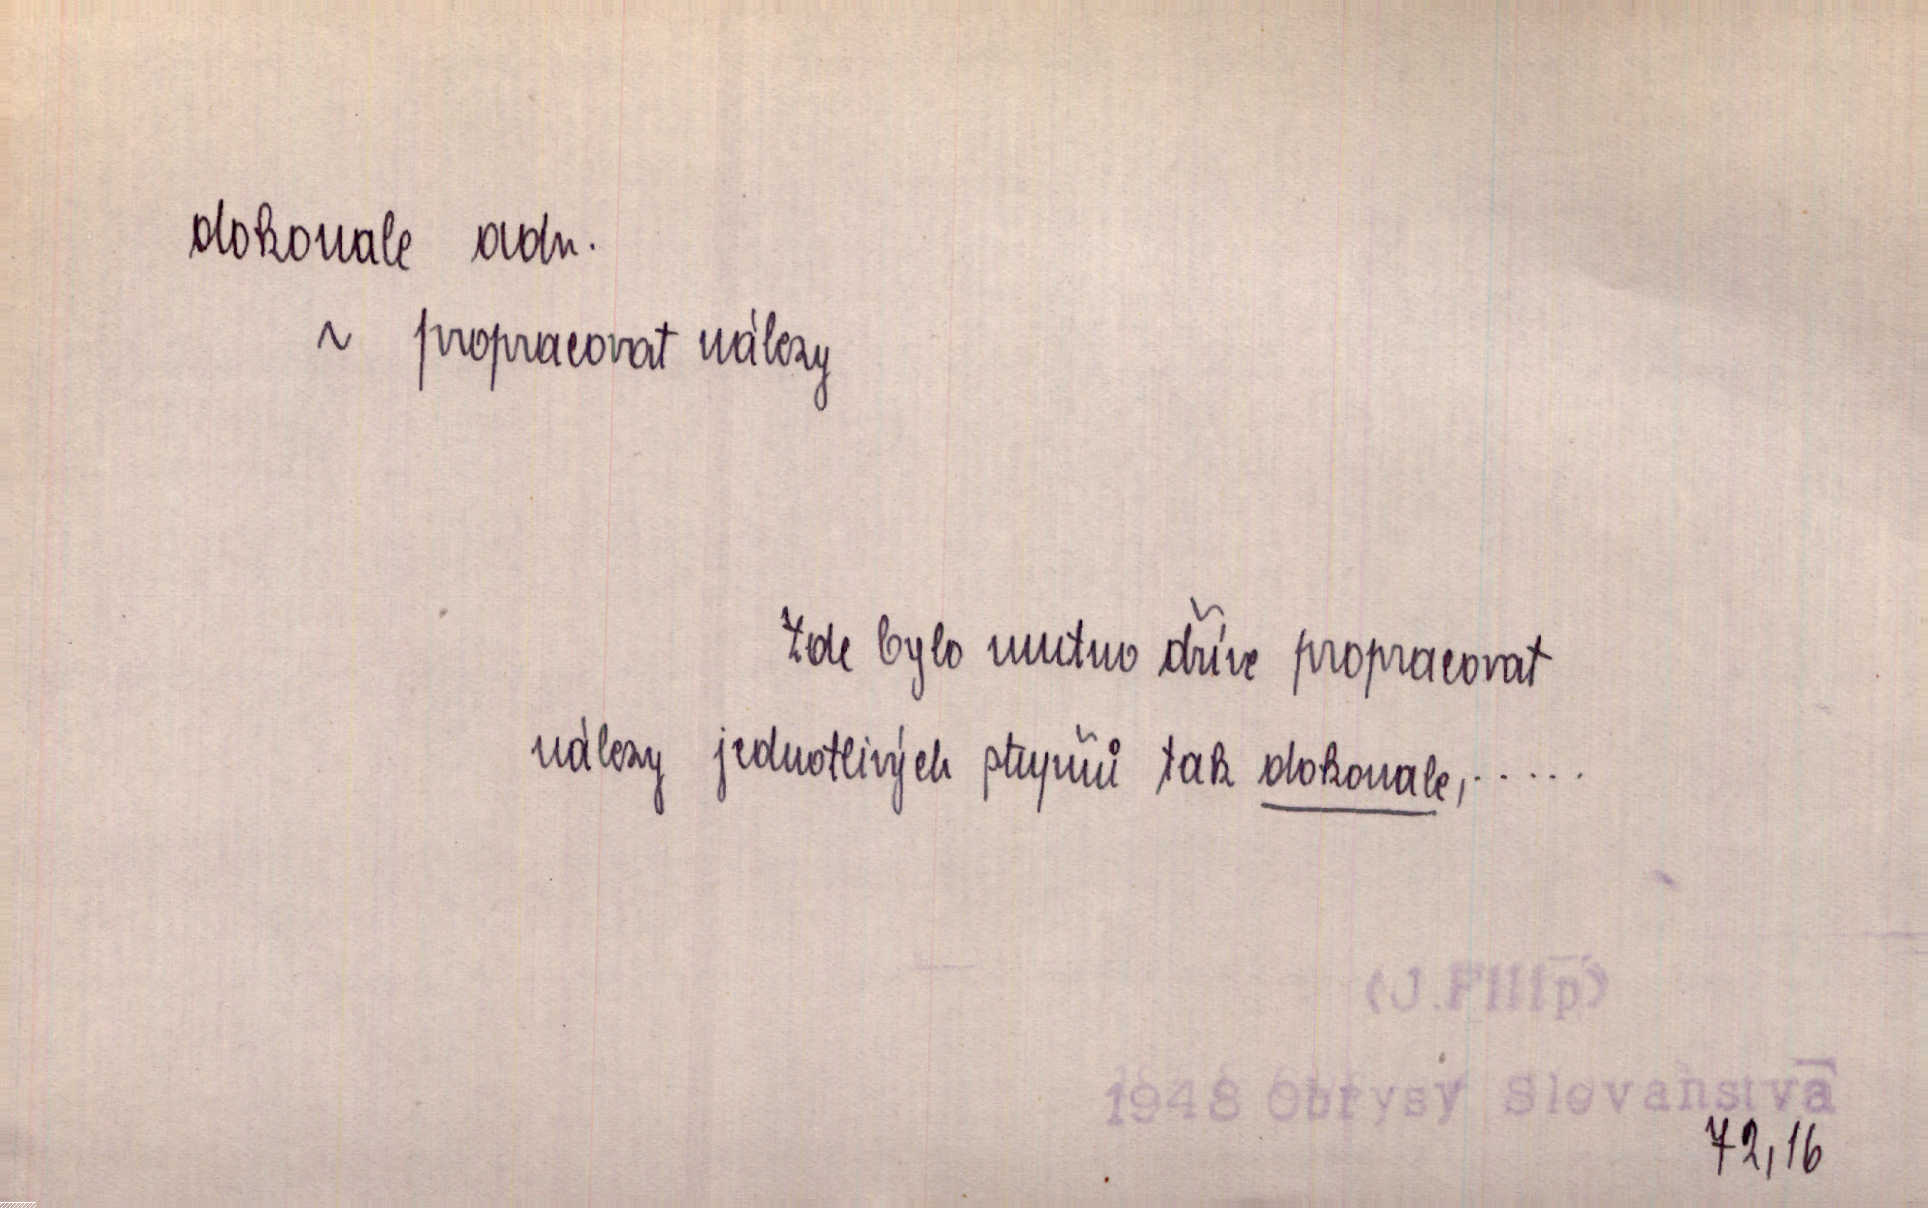 dokonale adv.
~ propracovat nálezy
Zde bylo nutno dříve propracovat
nálezy jednotlivých stupňů tak dokonale,.....
(J.Filip)
1948 Obrysy Slovanstva
72,16